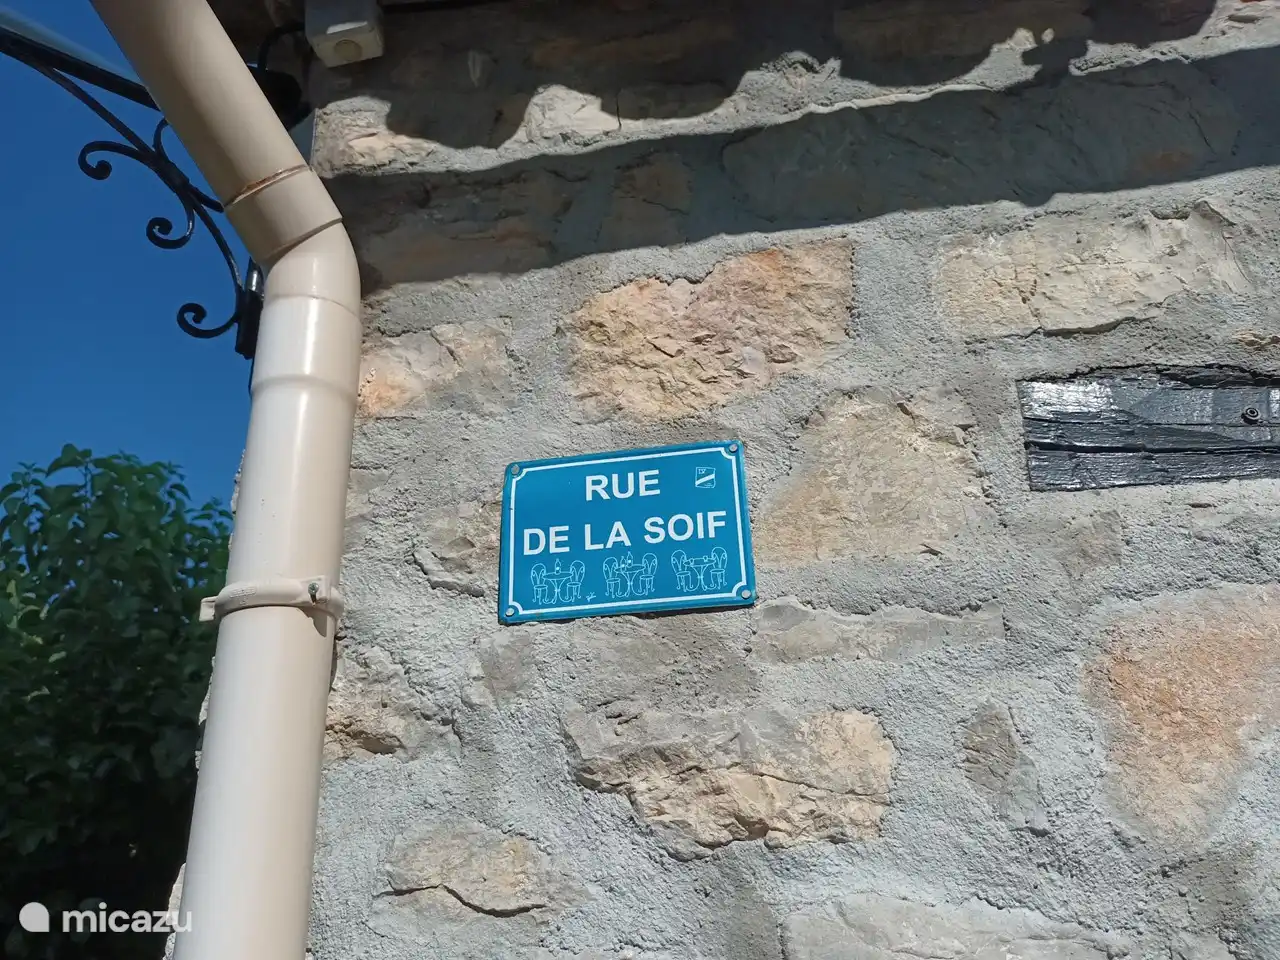 RUE
DE LA SOIF
micazu